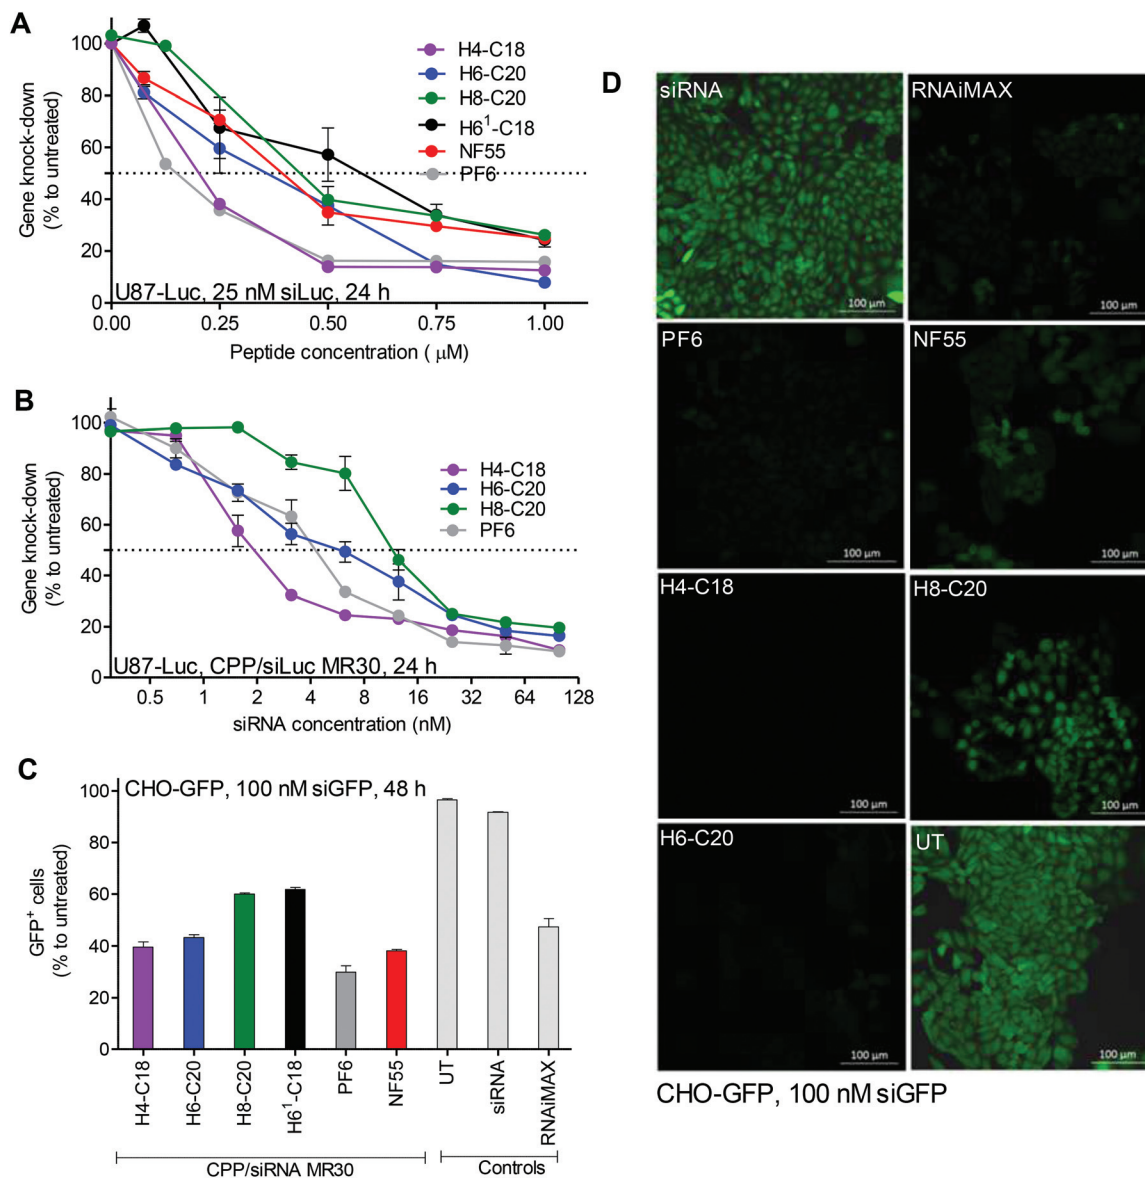 A
Gene knock-down
(% to untreated)
100
80
60
40
20
0
H4-C18
H6-C20
H8-C20
H6¹-C18
NF55
PF6
U87-Luc, 25 nM siLuc, 24 h
0.00 0.25 0.50 0.75 1.00
Peptide concentration ( μM)
B
Gene knock-down
(% to untreated)
100
80
60
40
20
0
H4-C18
H6-C20
H8-C20
PF6
U87-Luc, CPP/siLuc MR30, 24 h
0.5 1 2 4 8 16 32 64 128
siRNA concentration (nM)
C
GFP⁺ cells
(% to untreated)
100
80
60
40
20
0
CHO-GFP, 100 nM siGFP, 48 h
H4-C18
H6-C20
H8-C20
H6¹-C18
PF6
NF55
UT
siRNA
RNAiMAX
CPP/siRNA MR30
Controls
D
siRNA
100 μm
RNAiMAX
100 μm
PF6
100 μm
NF55
100 μm
H4-C18
100 μm
H8-C20
100 μm
H6-C20
100 μm
UT
100 μm
CHO-GFP, 100 nM siGFP